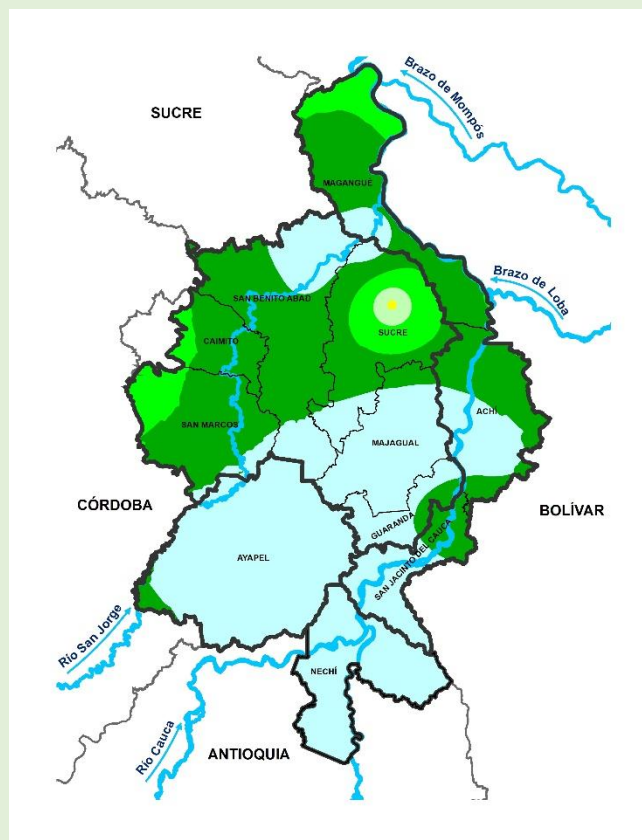 Brazo de Mompós
SUCRE
MAGANGUÉ
Brazo de Loba
SAN BENITO ABAD
SUCRE
CAIMITO
ACHÍ
SAN MARCOS
MAJAGUAL
CÓRDOBA
BOLÍVAR
GUARANDA
AYAPEL
SAN JACINTO DEL CAUCA
Río San Jorge
NECHÍ
Río Cauca
ANTIOQUIA